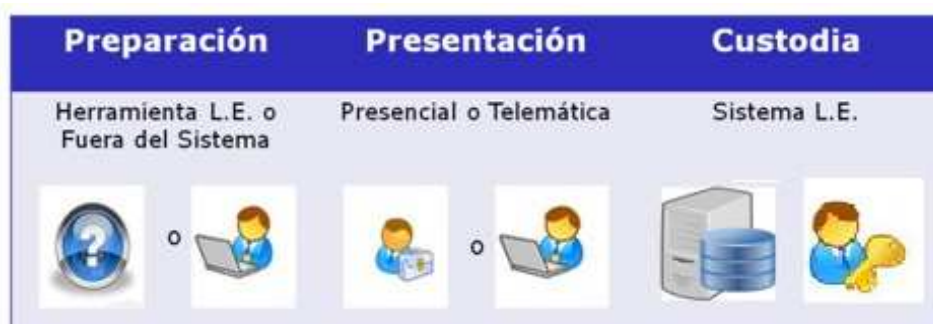 Preparación
Presentación
Custodia
Herramienta L.E. o
Fuera del Sistema
Presencial o Telemática
Sistema L.E.
?
o
o